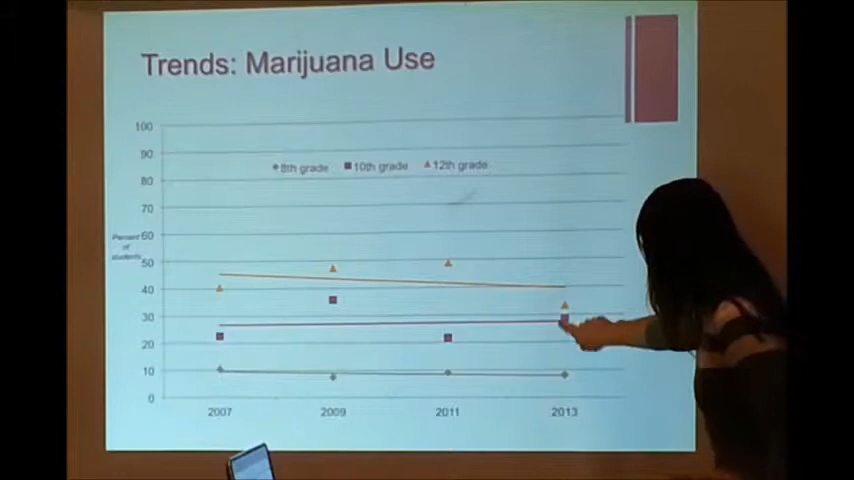 Trends: Marijuana Use
100
90
80
70
60
50
40
30
20
10
0
Percent
of
students
8th grade 10th grade 12th grade
2007 2009 2011 2013